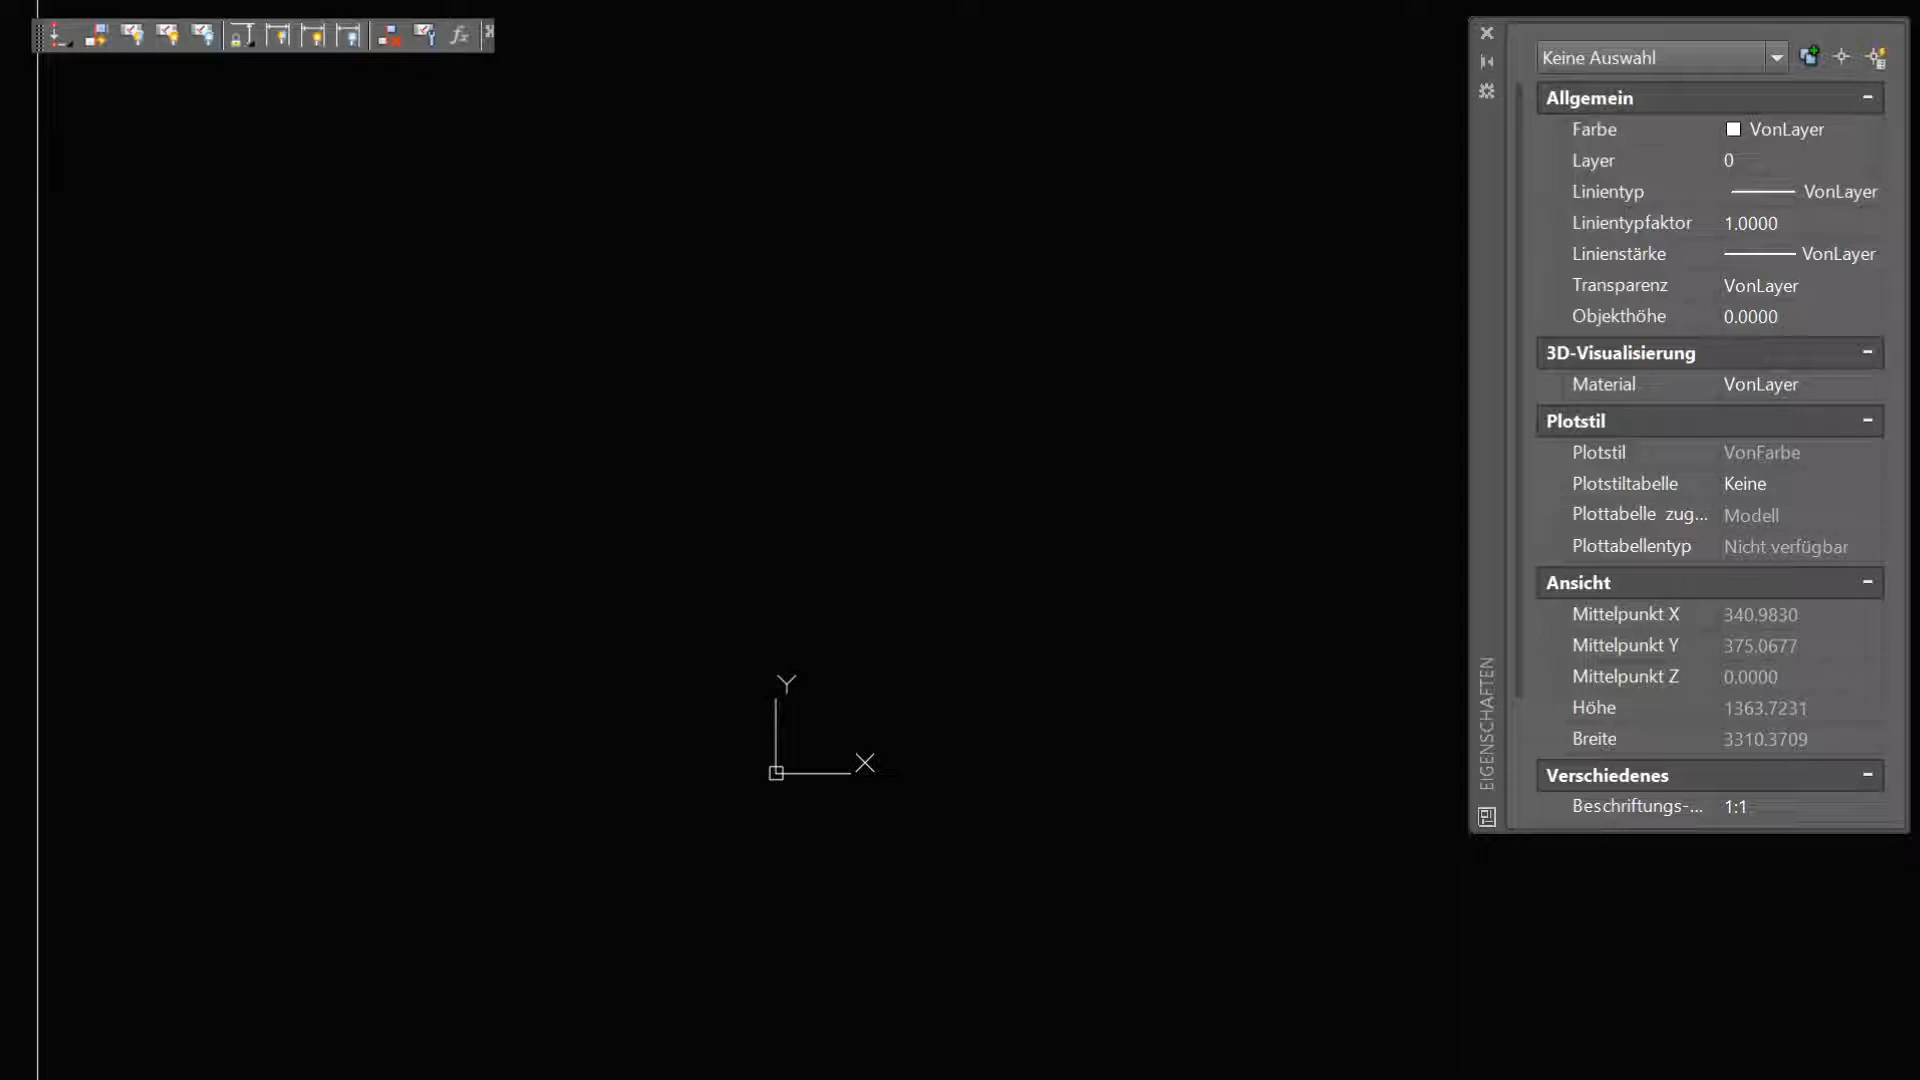 fx
Keine Auswahl
Allgemein
Farbe VonLayer
Layer 0
Linientyp VonLayer
Linientypfaktor 1.0000
Linienstärke VonLayer
Transparenz VonLayer
Objekthöhe 0.0000
3D-Visualisierung
Material VonLayer
Plotstil
Plotstil VonFarbe
Plotstiltabelle Keine
Plottabelle zug... Modell
Plottabellentyp Nicht verfügbar
Ansicht
Mittelpunkt X 340.9830
Mittelpunkt Y 375.0677
Mittelpunkt Z 0.0000
Höhe 1363.7231
Breite 3310.3709
Verschiedenes
Beschriftungs-... 1:1
EIGENSCHAFTEN
Y
X